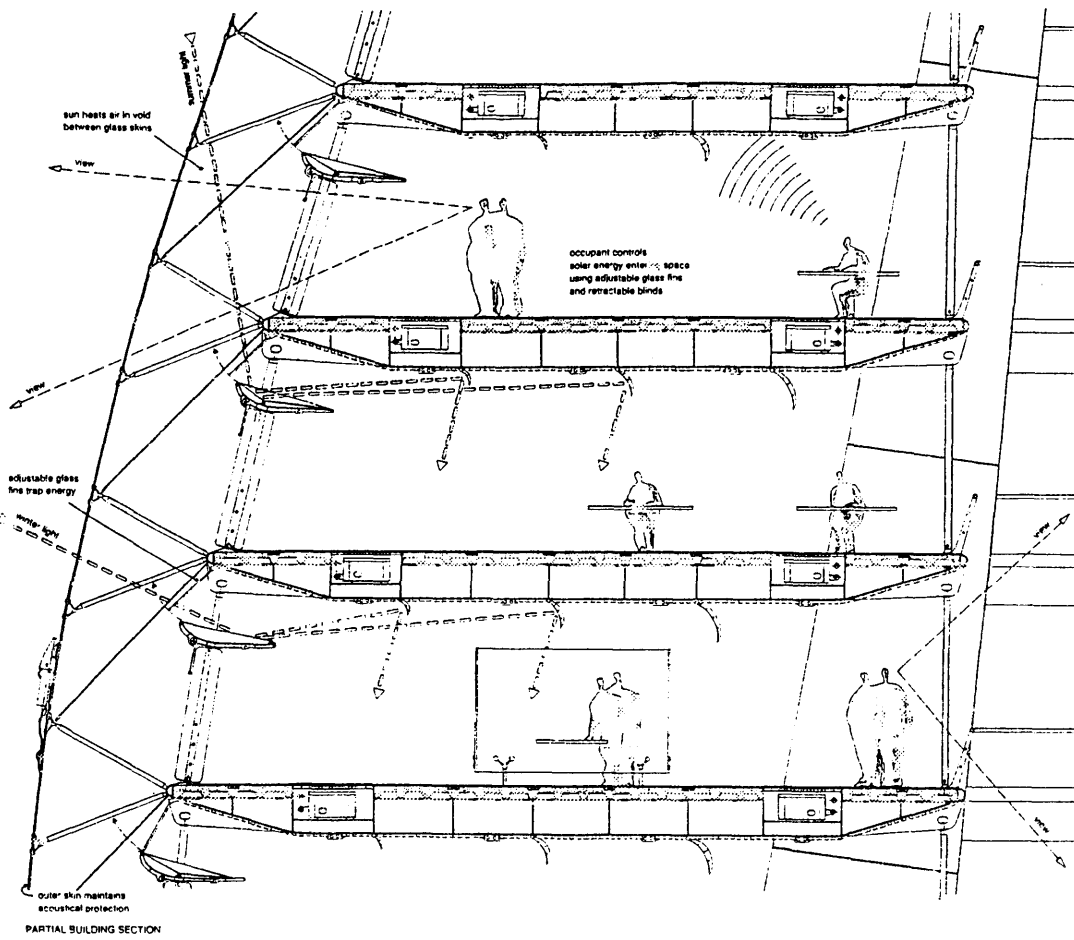 light mirrors
sun heats air in void
between glass skins
view
occupant controls
solar energy entering space
using adjustable glass fins
and retractable blinds
view
adjustable glass
fins trap energy
winter light
view
view
outer skin maintains
acoustical protection
PARTIAL BUILDING SECTION